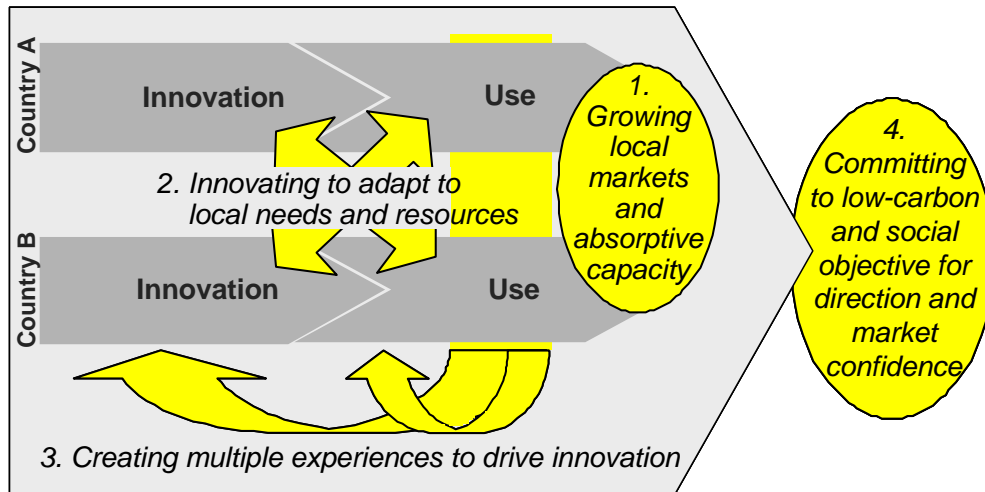 Country A
Innovation
Use
1.
Growing
local
markets
and
absorptive
capacity
2. Innovating to adapt to
local needs and resources
Country B
Innovation
Use
3. Creating multiple experiences to drive innovation
4.
Committing
to low-carbon
and social
objective for
direction and
market
confidence